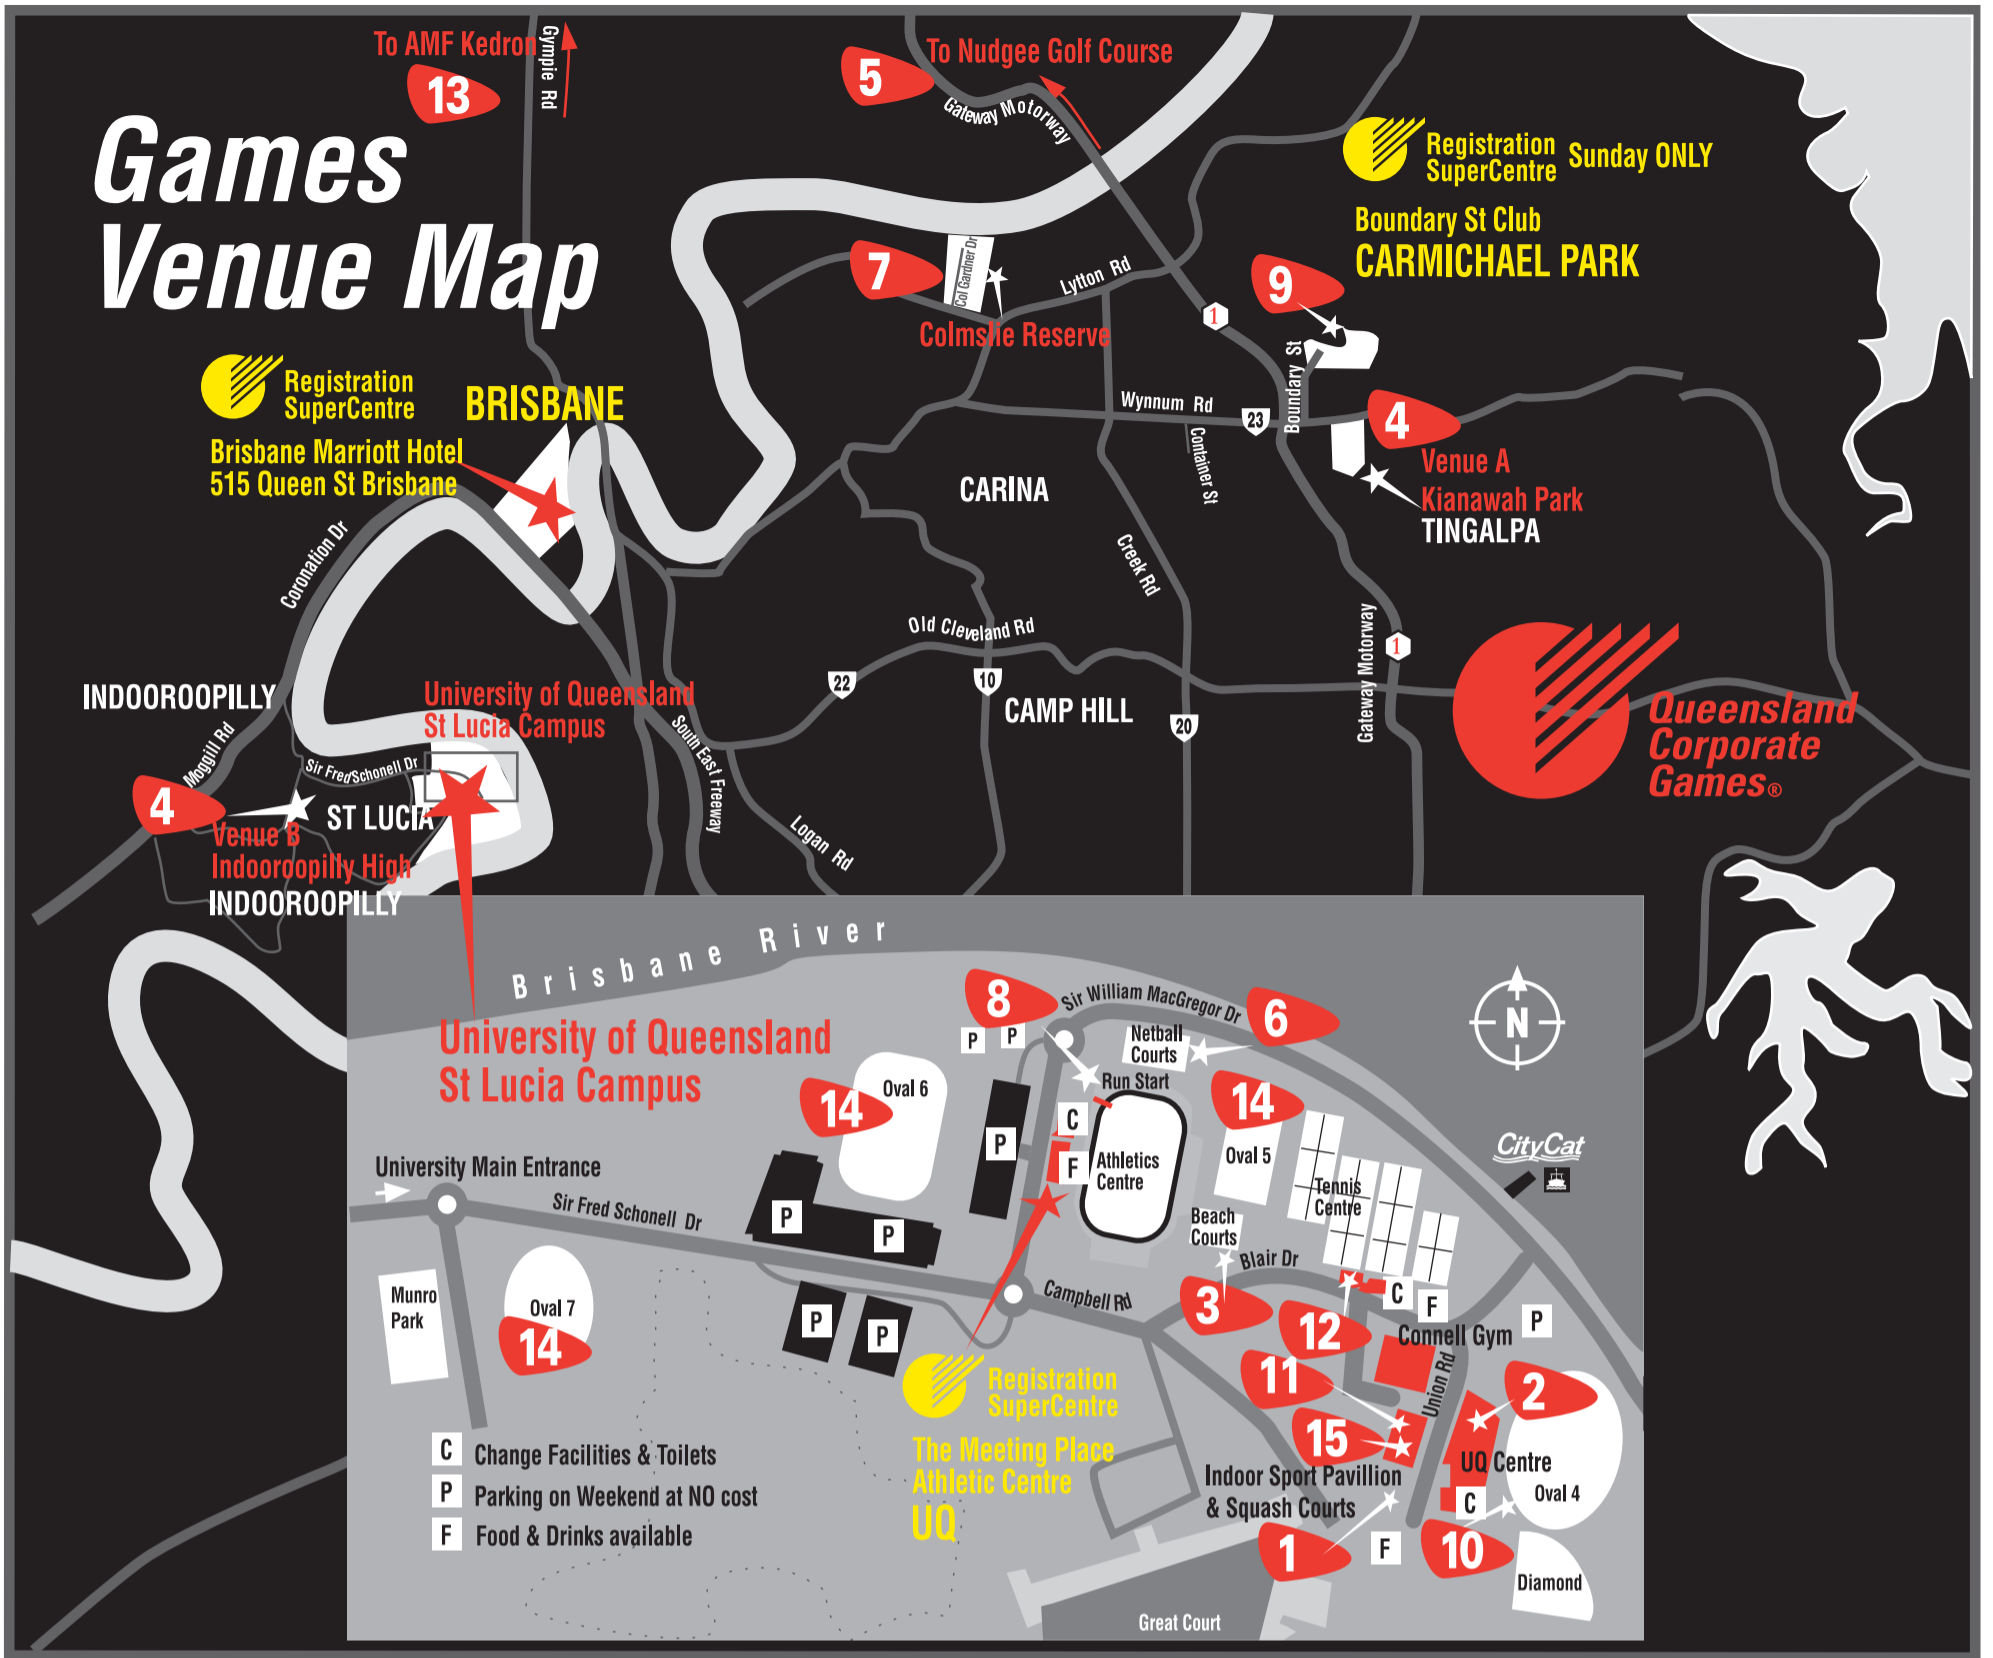 To AMF Kedron
13
Gympie Rd
5
To Nudgee Golf Course
Gateway Motorway
Games
Venue Map
Registration
SuperCentre
Sunday ONLY
Boundary St Club
CARMICHAEL PARK
7
Col Gardner Dr
Lytton Rd
Colmslie Reserve
1
9
Boundary St
Registration
SuperCentre
BRISBANE
Brisbane Marriott Hotel
515 Queen St Brisbane
Wynnum Rd
23
Container St
4
Venue A
Kianawah Park
TINGALPA
CARINA
Coronation Dr
Creek Rd
Old Cleveland Rd
Gateway Motorway
1
22
10
CAMP HILL
20
INDOOROOPILLY
University of Queensland
St Lucia Campus
Moggill Rd
Sir Fred Schonell Dr
South East Freeway
Logan Rd
Queensland
Corporate
Games®
4
ST LUCIA
Venue B
Indooroopilly High
INDOOROOPILLY
Brisbane River
University of Queensland
St Lucia Campus
8
Sir William MacGregor Dr
6
N
P
P
Netball
Courts
Run Start
Oval 6
14
14
C
P
F
Athletics
Centre
Oval 5
CityCat
Tennis
Centre
University Main Entrance
Sir Fred Schonell Dr
P
P
Beach
Courts
Blair Dr
Munro
Park
Oval 7
14
P
P
Campbell Rd
3
C
F
P
12
Connell Gym
11
Union Rd
2
15
Registration
SuperCentre
The Meeting Place
Athletic Centre
UQ
Indoor Sport Pavillion
& Squash Courts
UQ Centre
C
Oval 4
1
F
10
Diamond
Great Court
C Change Facilities & Toilets
P Parking on Weekend at NO cost
F Food & Drinks available